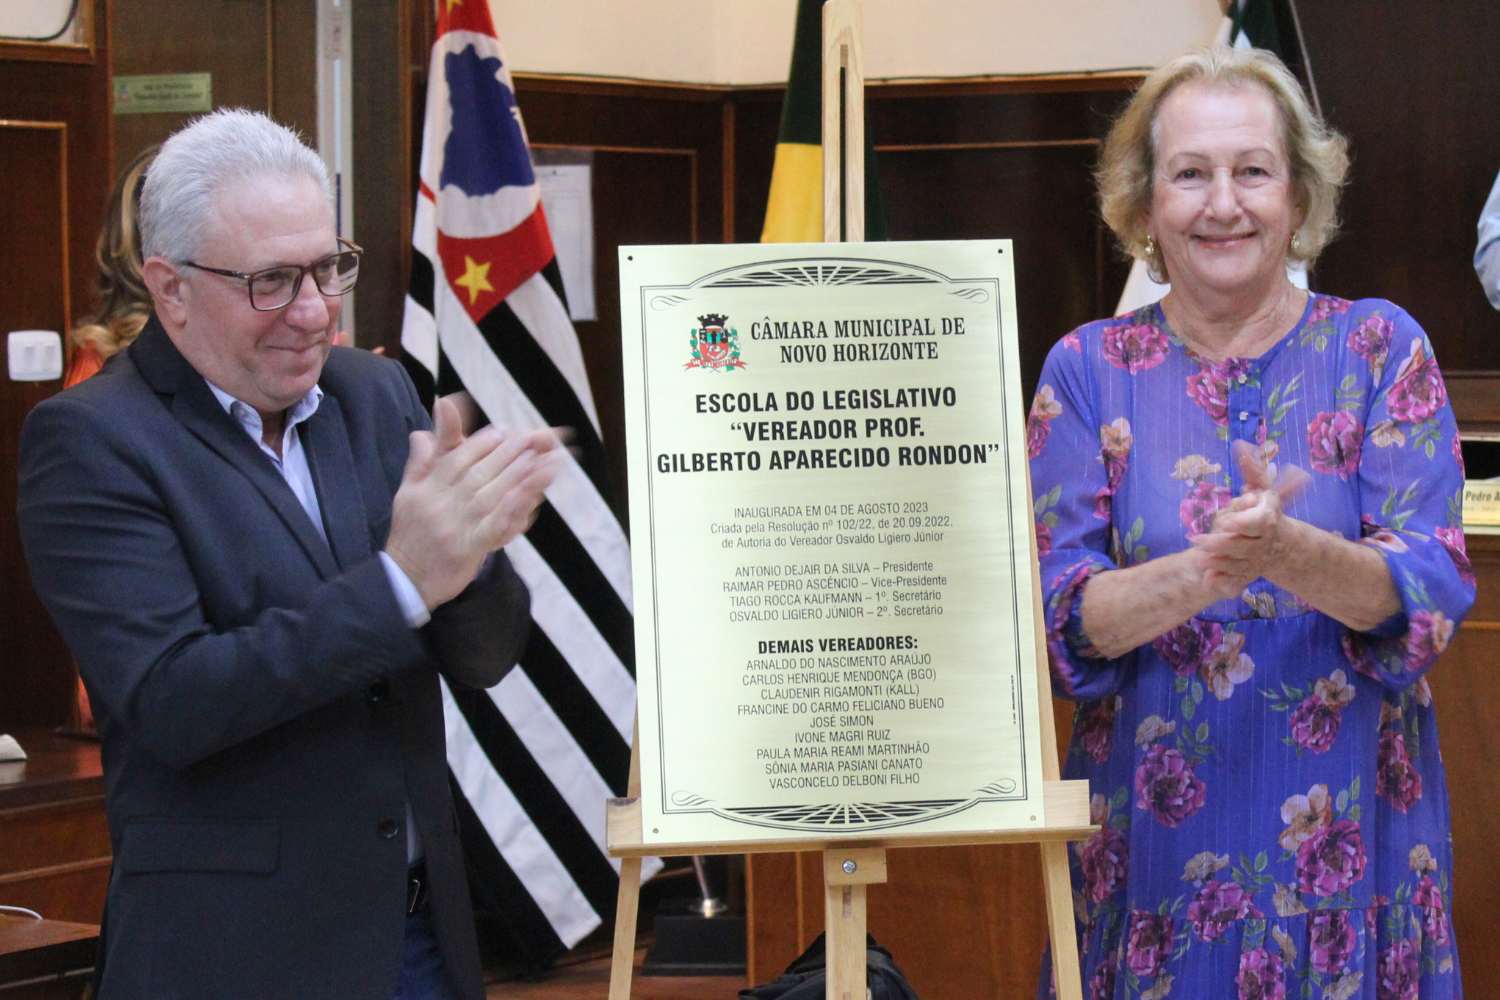 CÂMARA MUNICIPAL DE
NOVO HORIZONTE
ESCOLA DO LEGISLATIVO
“VEREADOR PROF.
GILBERTO APARECIDO RONDON”
INAUGURADA EM 04 DE AGOSTO 2023
Criada pela Resolução nº 102/22, de 20.09.2022,
de Autoria do Vereador Osvaldo Ligiero Júnior
ANTONIO DEJAIR DA SILVA – Presidente
RAIMAR PEDRO ASCÊNCIO – Vice-Presidente
TIAGO ROCCA KAUFMANN – 1º. Secretário
OSVALDO LIGIERO JÚNIOR – 2º. Secretário
DEMAIS VEREADORES:
ARNALDO DO NASCIMENTO ARAÚJO
CARLOS HENRIQUE MENDONÇA (BGO)
CLAUDENIR RIGAMONTI (KALL)
FRANCINE DO CARMO FELICIANO BUENO
JOSÉ SIMON
IVONE MAGRI RUIZ
PAULA MARIA REAMI MARTINHÃO
SÔNIA MARIA PASIANI CANATO
VASCONCELO DELBONI FILHO
Pedro A